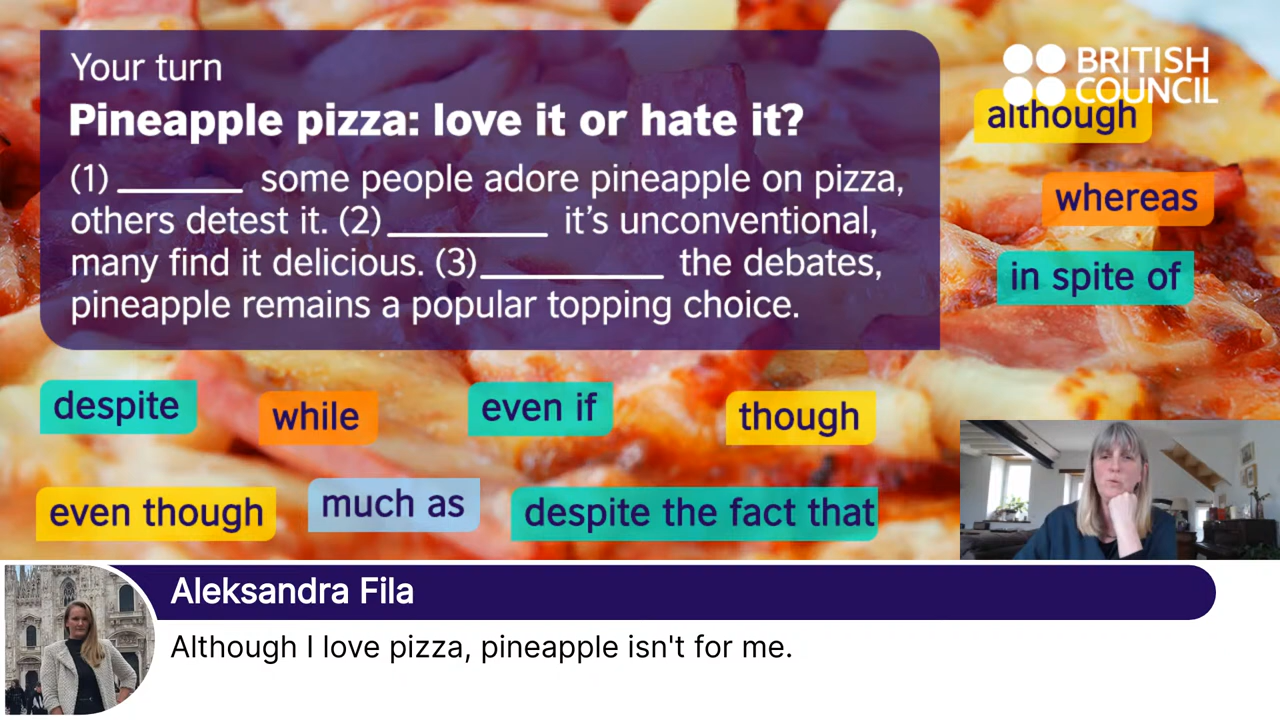 Your turn
Pineapple pizza: love it or hate it?
(1) ______ some people adore pineapple on pizza,
others detest it. (2) ________ it’s unconventional,
many find it delicious. (3) _________ the debates,
pineapple remains a popular topping choice.
BRITISH
COUNCIL
although
whereas
in spite of
despite
while
even if
though
even though
much as
despite the fact that
Aleksandra Fila
Although I love pizza, pineapple isn't for me.